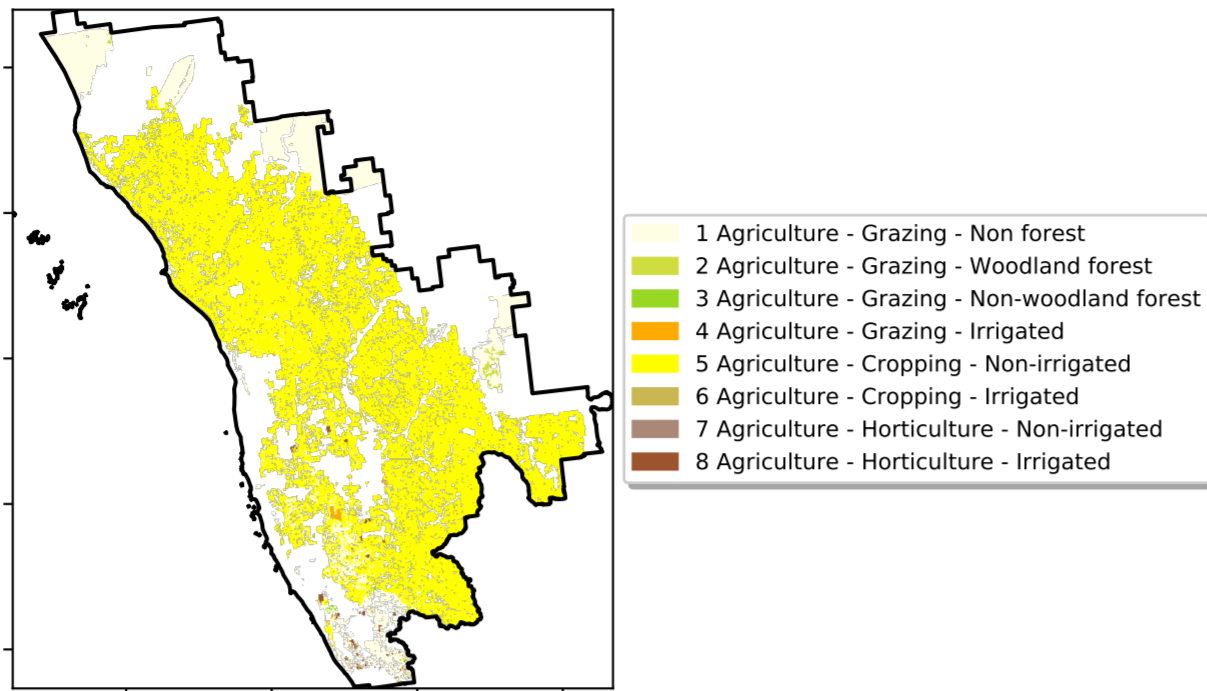 1 Agriculture - Grazing - Non forest
2 Agriculture - Grazing - Woodland forest
3 Agriculture - Grazing - Non-woodland forest
4 Agriculture - Grazing - Irrigated
5 Agriculture - Cropping - Non-irrigated
6 Agriculture - Cropping - Irrigated
7 Agriculture - Horticulture - Non-irrigated
8 Agriculture - Horticulture - Irrigated